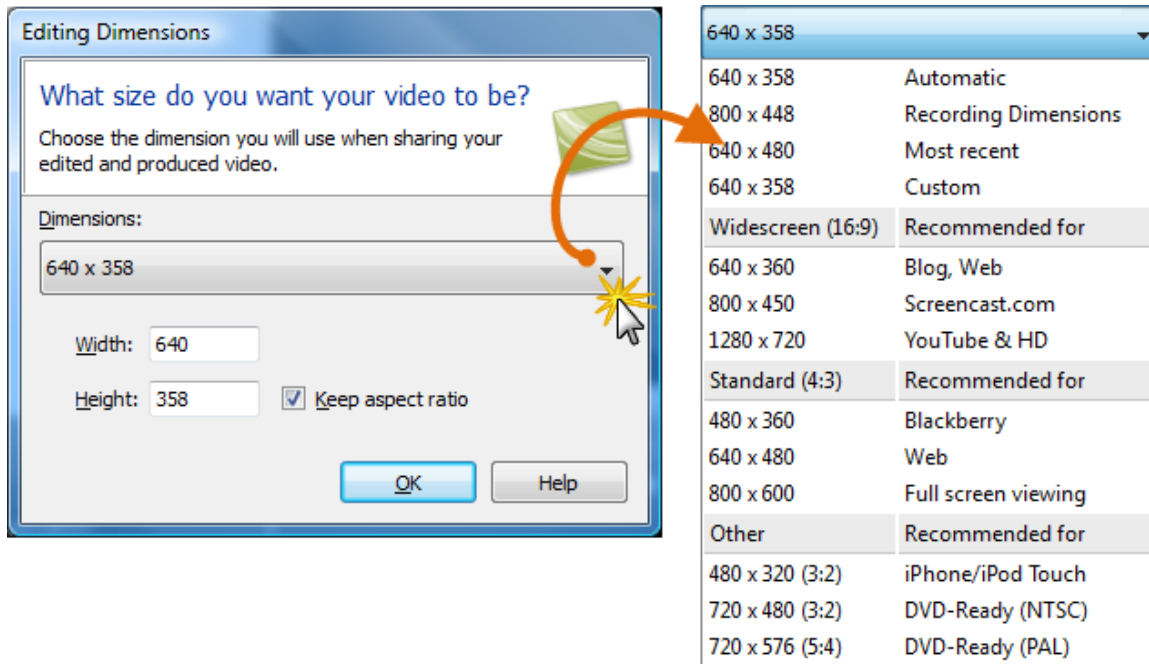 Editing Dimensions
What size do you want your video to be?
Choose the dimension you will use when sharing your
edited and produced video.
Dimensions:
640 x 358
Width: 640
Height: 358 Keep aspect ratio
OK Help
640 x 358
640 x 358 Automatic
800 x 448 Recording Dimensions
640 x 480 Most recent
640 x 358 Custom
Widescreen (16:9) Recommended for
640 x 360 Blog, Web
800 x 450 Screencast.com
1280 x 720 YouTube & HD
Standard (4:3) Recommended for
480 x 360 Blackberry
640 x 480 Web
800 x 600 Full screen viewing
Other Recommended for
480 x 320 (3:2) iPhone/iPod Touch
720 x 480 (3:2) DVD-Ready (NTSC)
720 x 576 (5:4) DVD-Ready (PAL)